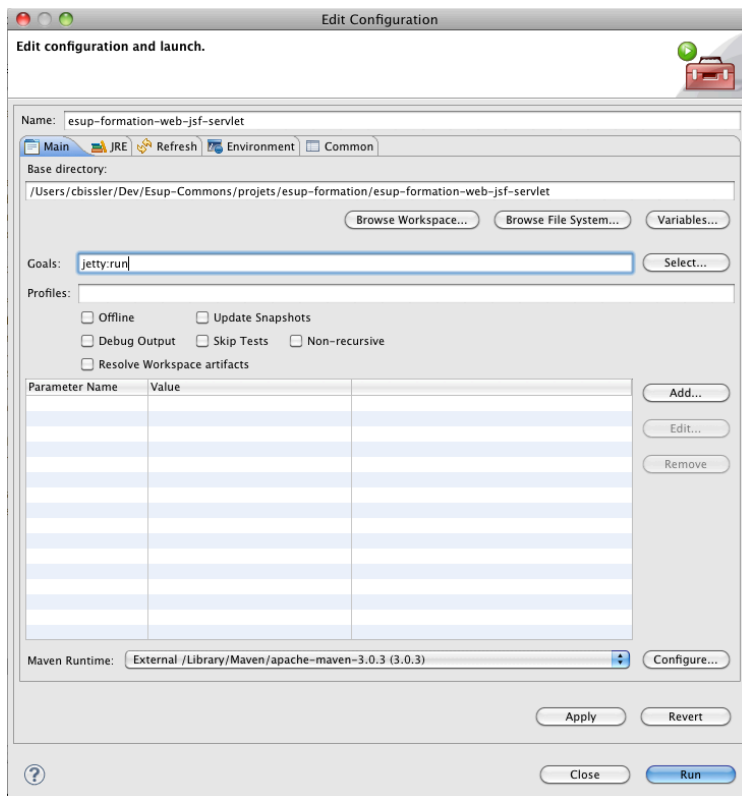 Edit Configuration
Edit configuration and launch.
Name: esup-formation-web-jsf-servlet
Main JRE Refresh Environment Common
Base directory:
/Users/cbissler/Dev/Esup-Commons/projets/esup-formation/esup-formation-web-jsf-servlet
Browse Workspace... Browse File System... Variables...
Goals: jetty:run Select...
Profiles:
Offline Update Snapshots
Debug Output Skip Tests Non-recursive
Resolve Workspace artifacts
Parameter Name Value
Add...
Edit...
Remove
Maven Runtime: External /Library/Maven/apache-maven-3.0.3 (3.0.3) Configure...
Apply Revert
? Close Run